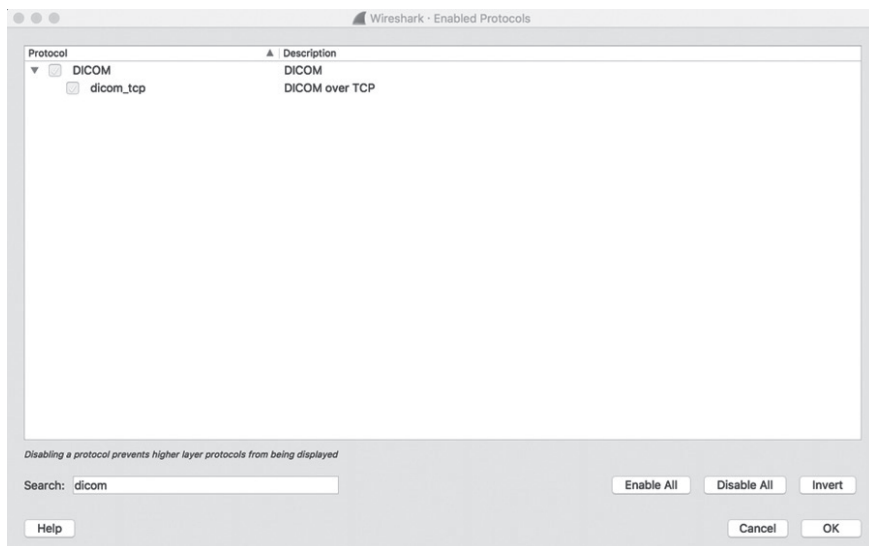 Wireshark · Enabled Protocols
Protocol Description
DICOM DICOM
dicom_tcp DICOM over TCP
Disabling a protocol prevents higher layer protocols from being displayed
Search: dicom
Enable All Disable All Invert
Help Cancel OK